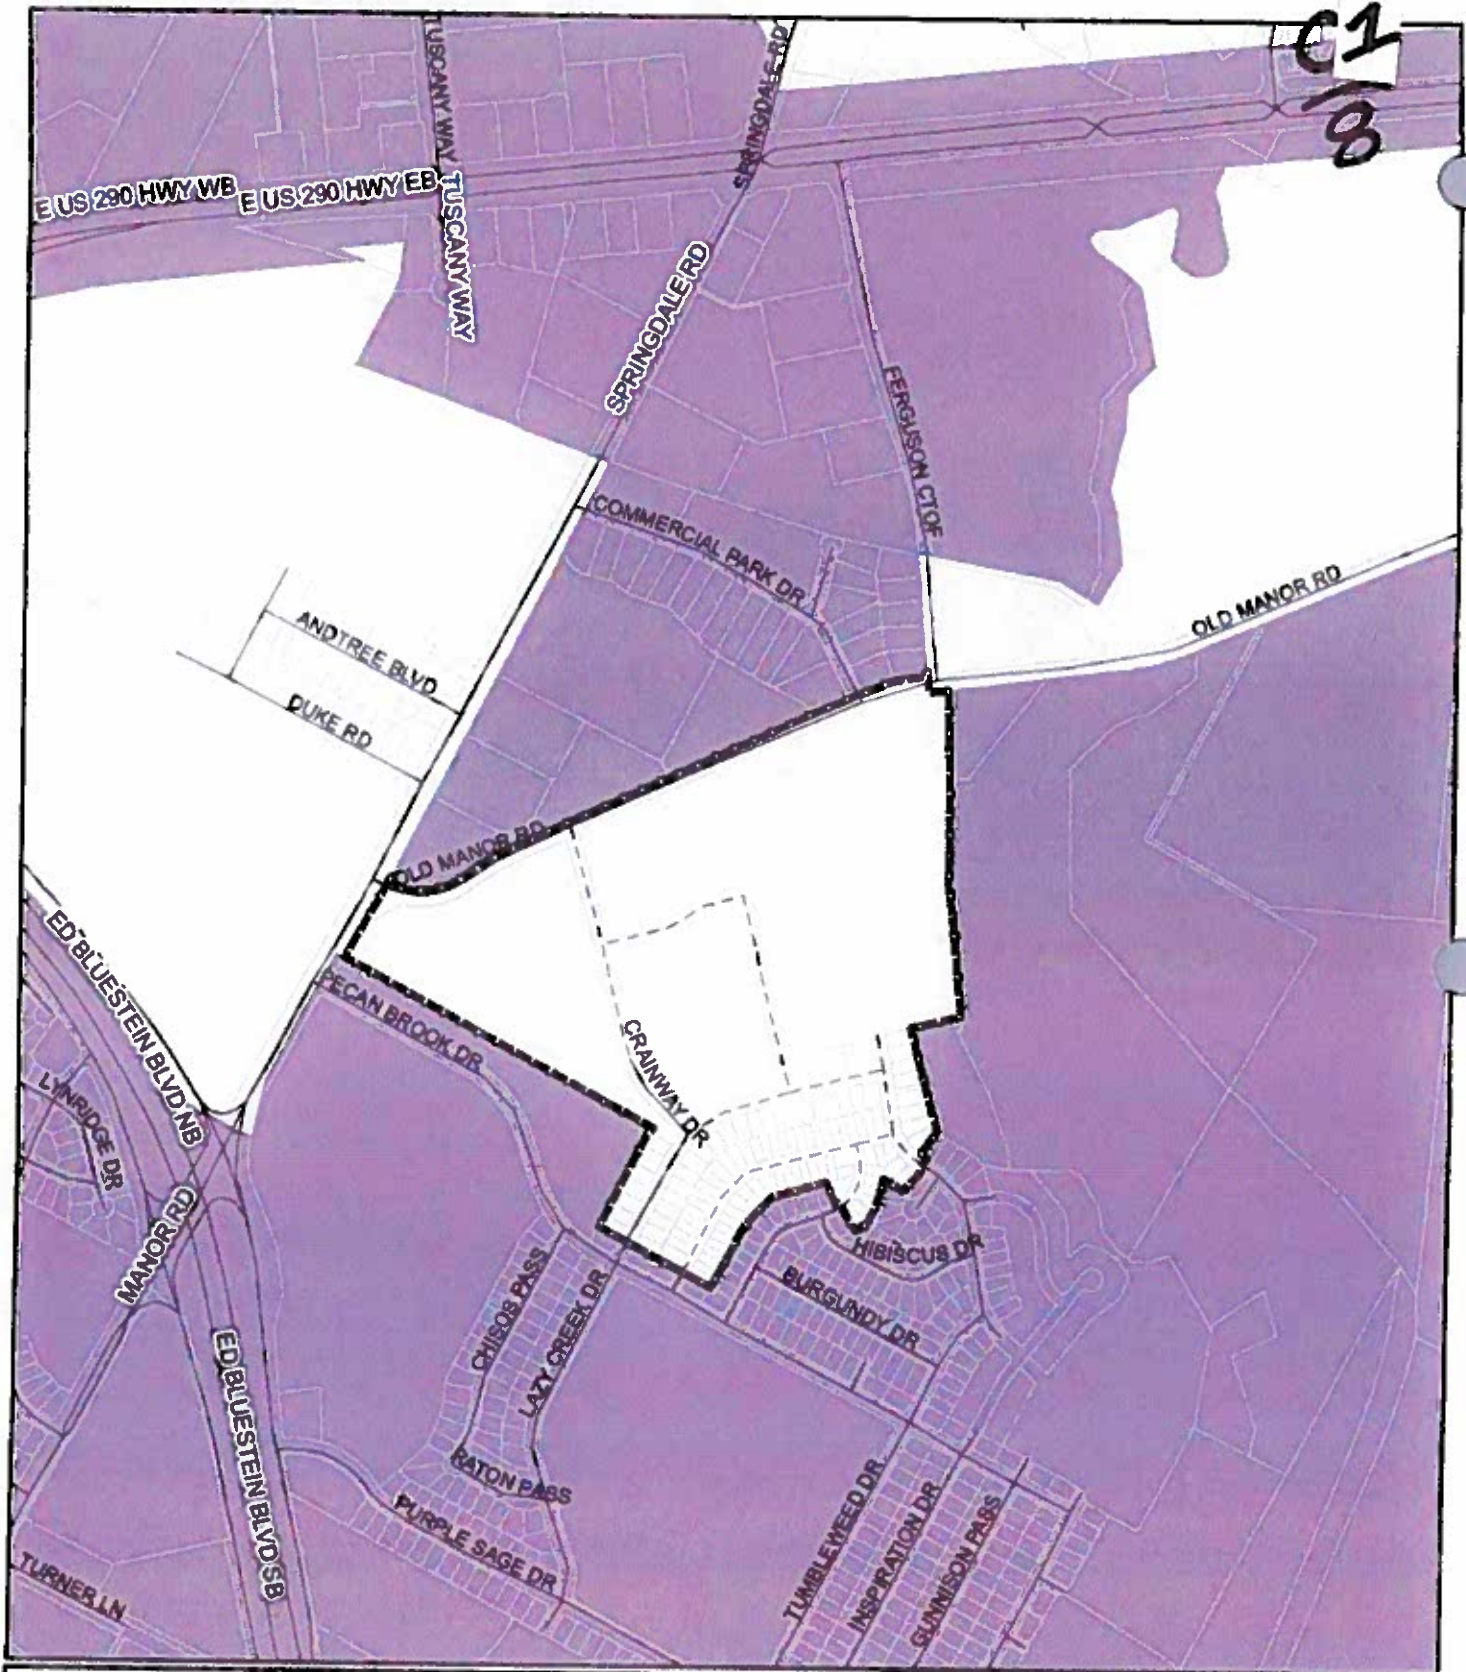 C1
8
TUSCANY WAY
SPRINGDALE RD
E US 290 HWY WB
E US 290 HWY EB
TUSCANY WAY
SPRINGDALE RD
FERGUSON CTOF
COMMERCIAL PARK DR
OLD MANOR RD
ANDTREE BLVD
DUKE RD
OLD MANOR RD
ED BLUESTEIN BLVD NB
PECAN BROOK DR
CRAINWAY DR
LYNRIDGE DR
MANOR RD
HIBISCUS DR
CHISOS PASS
BURGUNDY DR
LAZY CREEK DR
ED BLUESTEIN BLVD SB
RATON PASS
PURPLE SAGE DR
TUMBLEWEED DR
INSPIRATION DR
GUNNISON PASS
TURNER LN